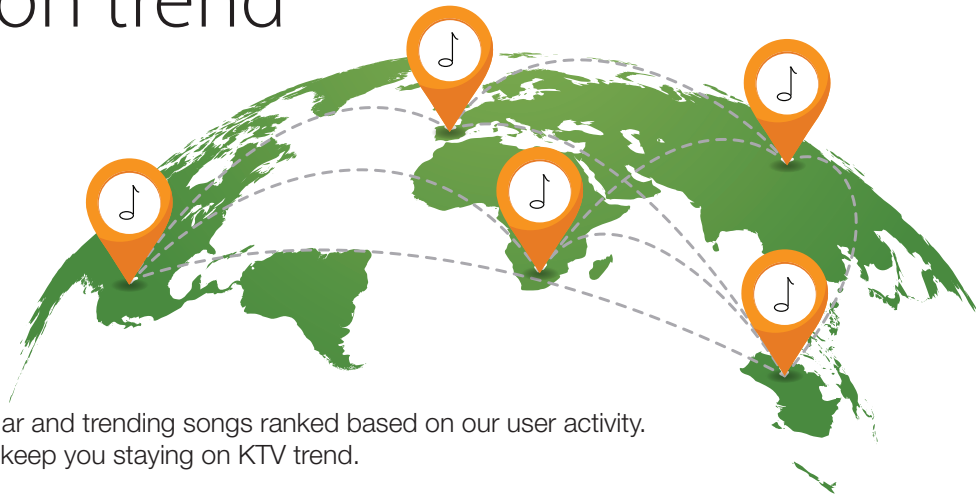 on trend
ar and trending songs ranked based on our user activity.
keep you staying on KTV trend.